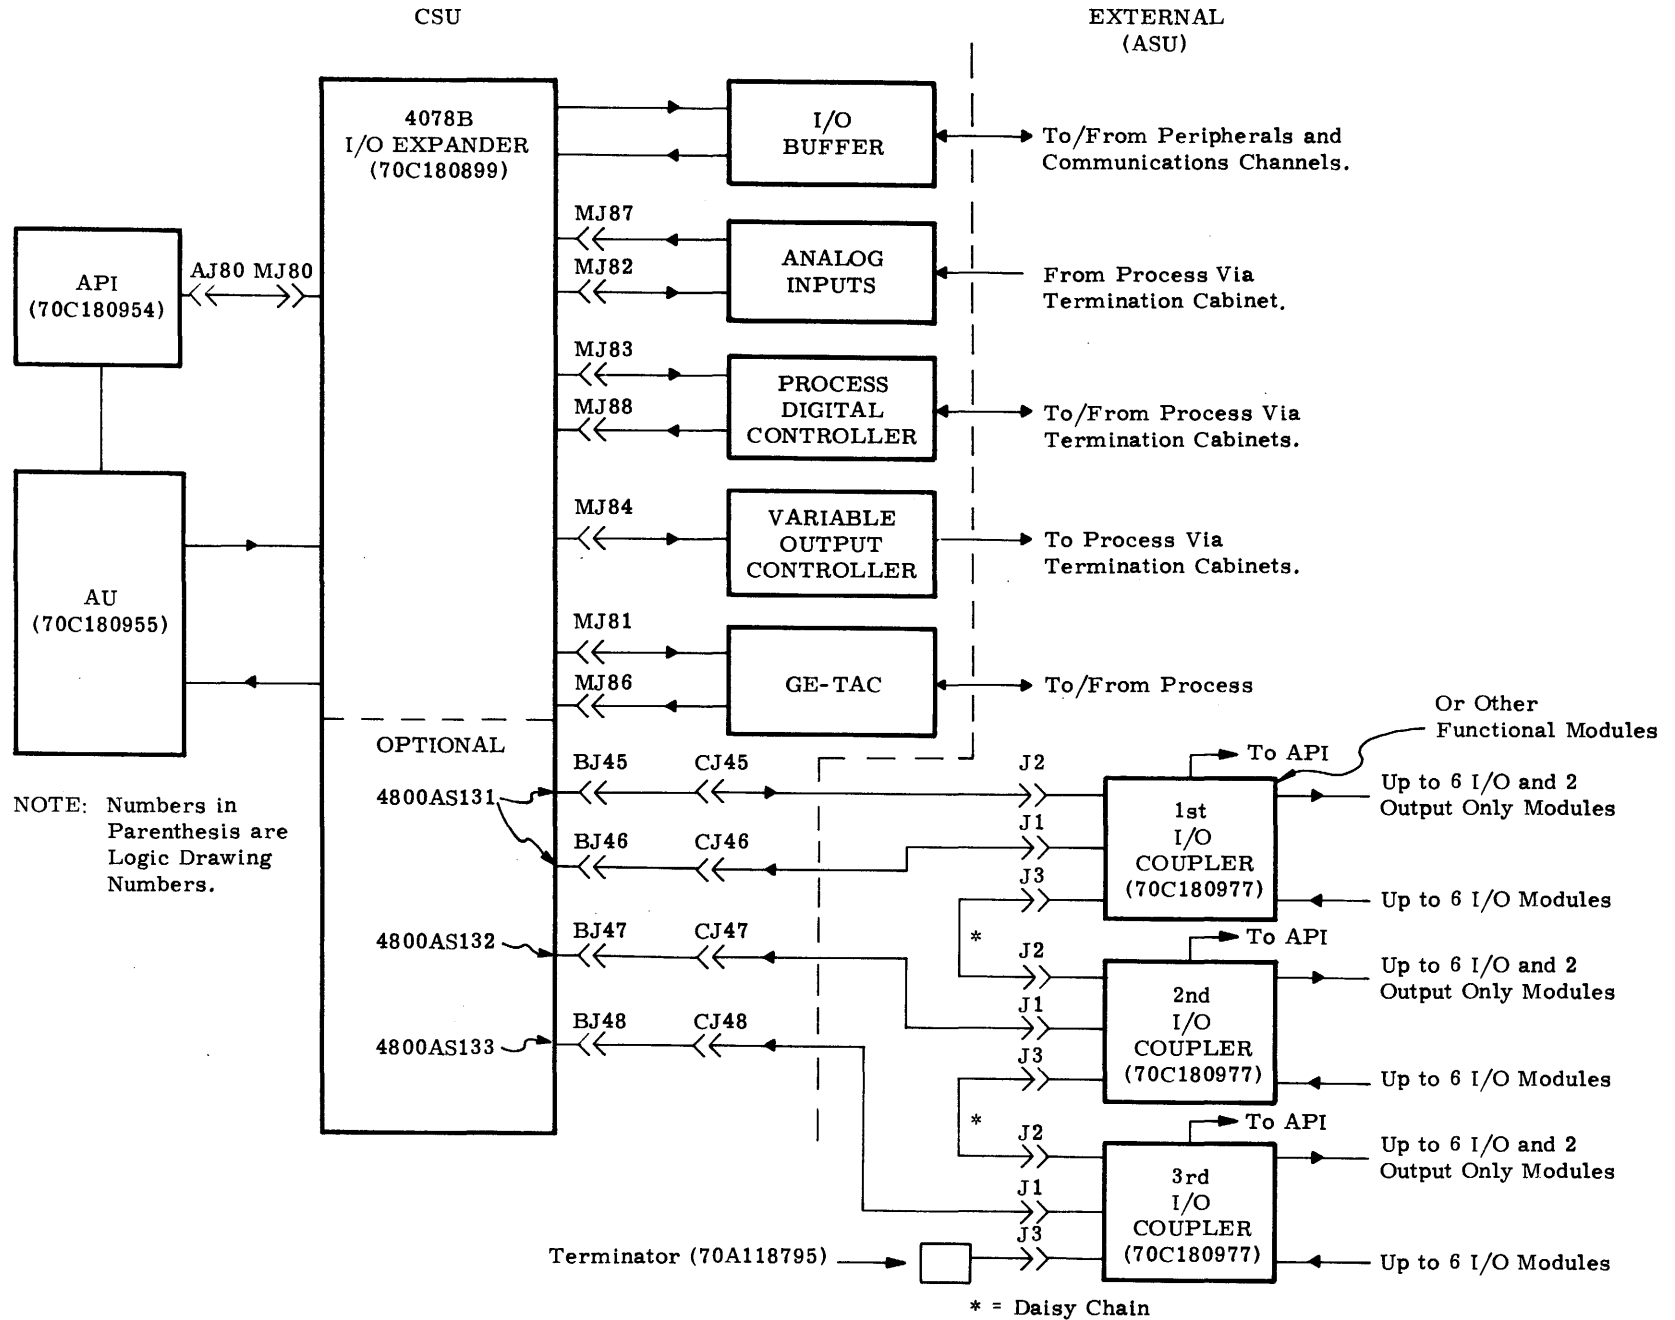 CSU
EXTERNAL
(ASU)
4078B
I/O EXPANDER
(70C180899)
I/O
BUFFER
To/From Peripherals and
Communications Channels.
API
(70C180954)
AJ80 MJ80
MJ87
MJ82
ANALOG
INPUTS
From Process Via
Termination Cabinet.
MJ83
MJ88
PROCESS
DIGITAL
CONTROLLER
To/From Process Via
Termination Cabinets.
AU
(70C180955)
MJ84
VARIABLE
OUTPUT
CONTROLLER
To Process Via
Termination Cabinets.
MJ81
MJ86
GE-TAC
To/From Process
Or Other
Functional Modules
OPTIONAL
4800AS131
BJ45
CJ45
J2
To API
Up to 6 I/O and 2
Output Only Modules
BJ46
CJ46
J1
1st
I/O
COUPLER
(70C180977)
J3
Up to 6 I/O Modules
NOTE: Numbers in
Parenthesis are
Logic Drawing
Numbers.
4800AS132
BJ47
CJ47
*
J2
To API
Up to 6 I/O and 2
Output Only Modules
J1
2nd
I/O
COUPLER
(70C180977)
4800AS133
BJ48
CJ48
J3
Up to 6 I/O Modules
*
J2
To API
Up to 6 I/O and 2
Output Only Modules
J1
3rd
I/O
COUPLER
(70C180977)
J3
Up to 6 I/O Modules
Terminator (70A118795)
* = Daisy Chain